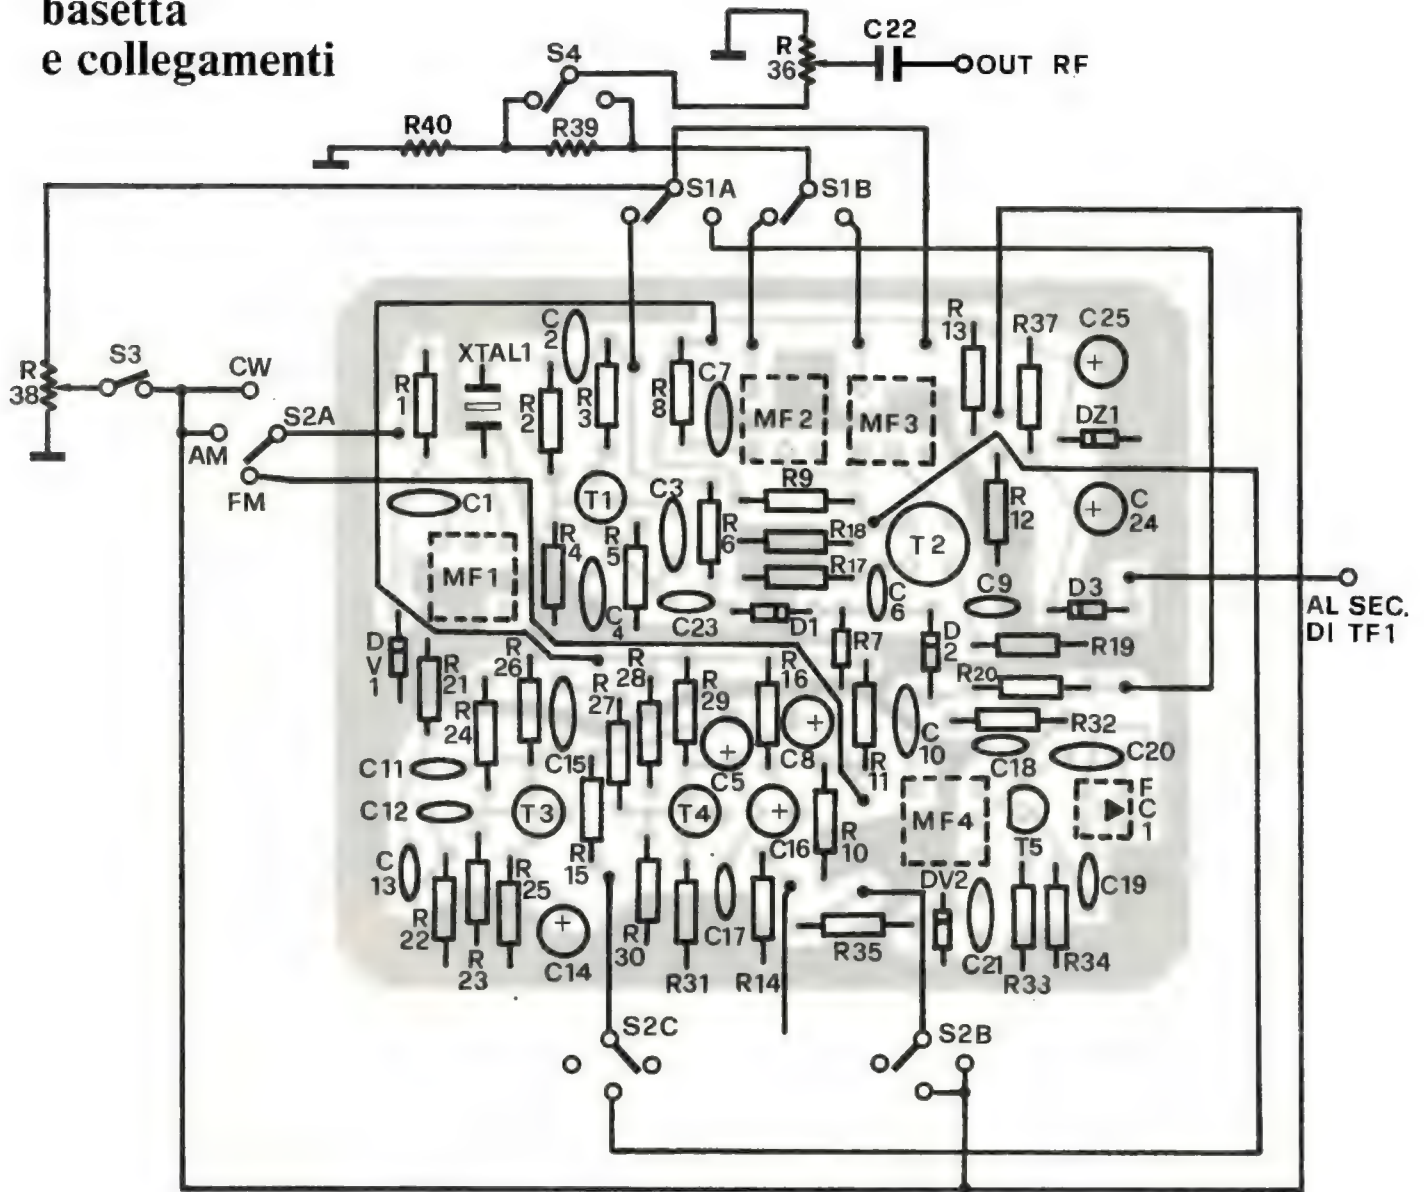 basetta
e collegamenti
S4
R
36
C22
OUT RF
R40
R39
S1A
S1B
R
38
S3
CW
S2A
AM
FM
R
1
XTAL1
C
2
R
2
R
3
R
8
C7
MF2
MF3
R
13
R37
C25
DZ1
C1
T1
C3
R
6
R9
R18
R17
T2
R
12
C
24
MF1
R
4
R
5
C
4
C23
D1
C
6
C9
D3
AL SEC.
DI TF1
D
V
1
R
21
R
26
R
24
R
27
R
28
R
29
R
16
R7
D
2
R19
R20
R32
C15
C5
C8
R
11
C
10
C18
C20
C11
C12
T3
T4
C16
R
10
MF4
T5
F
C
1
C
13
R
15
R
22
R
23
R
25
C14
R
30
R31
C17
R14
R35
DV2
C21
R33
R34
C19
S2C
S2B